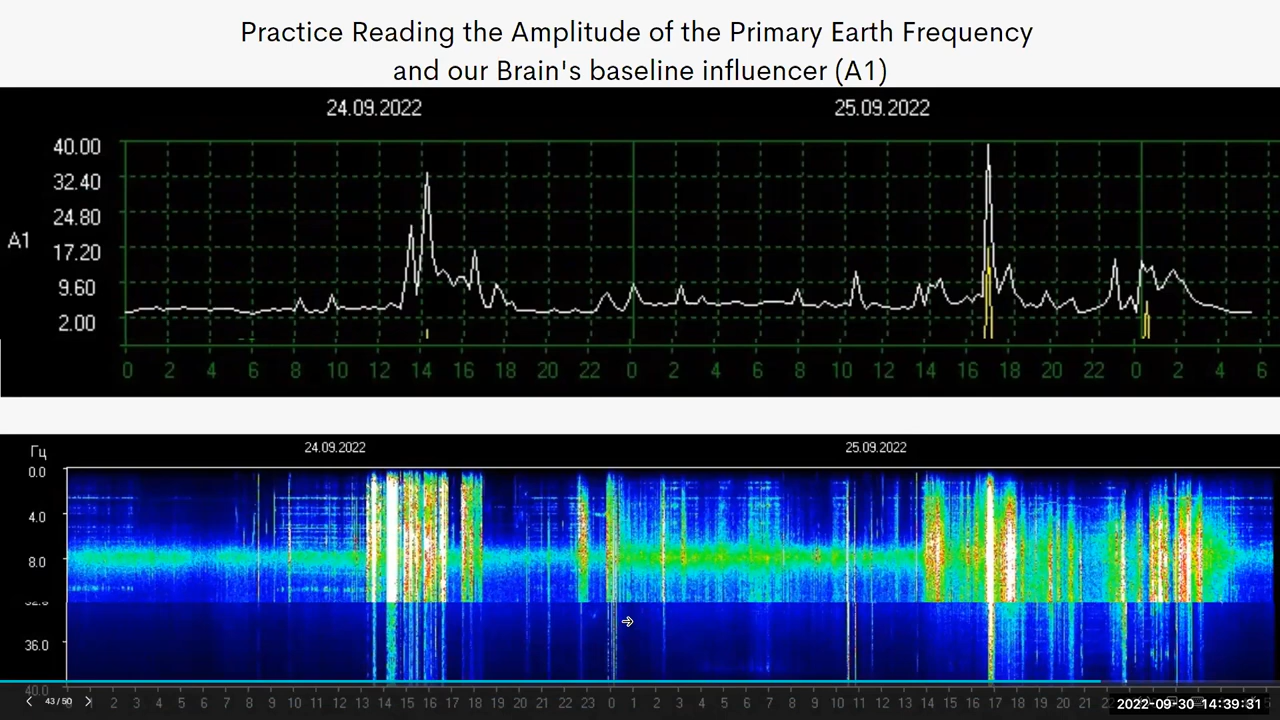 Practice Reading the Amplitude of the Primary Earth Frequency
and our Brain's baseline influencer (A1)
24.09.2022 25.09.2022
40.00
32.40
24.80
A1
17.20
9.60
2.00
0 2 4 6 8 10 12 14 16 18 20 22 0 2 4 6 8 10 12 14 16 18 20 22 0 2 4 6
24.09.2022 25.09.2022
Гц
0.0
4.0
8.0
32.0
36.0
40.0
1 2 3 4 5 6 7 8 9 10 11 12 13 14 15 16 17 18 19 20 21 22 23 0 1 2 3 4 5 6 7 8 9 10 11 12 13 14 15 16 17 18 19 20 21
43/50
2022-09-30 14:39:31